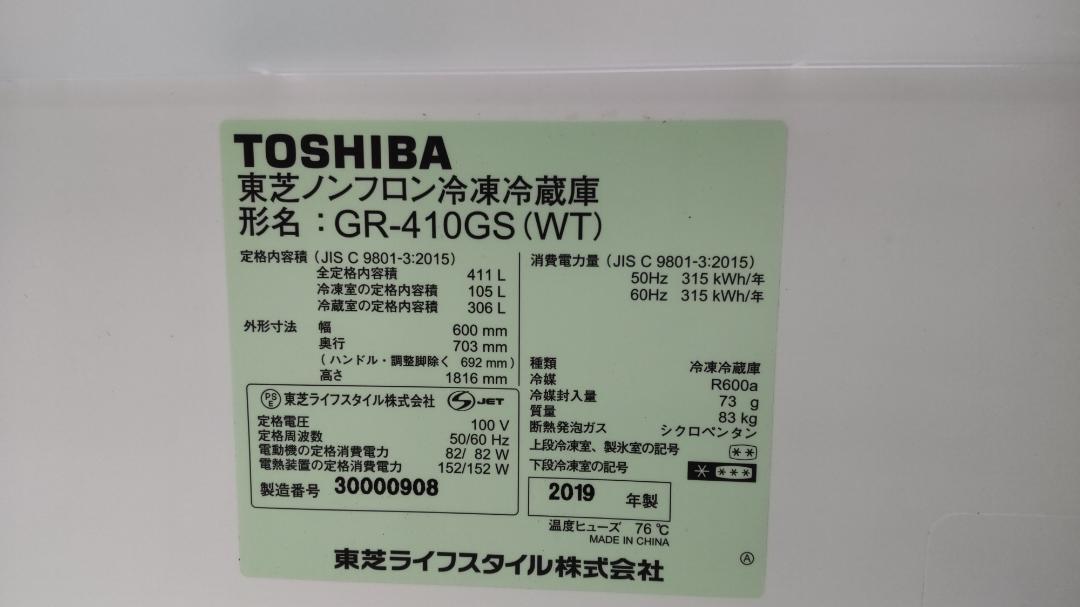 TOSHIBA
東芝ノンフロン冷凍冷蔵庫
形名：GR-410GS(WT)
定格内容積（JIS C 9801-3:2015）
全定格内容積 411 L
冷凍室の定格内容積 105 L
冷蔵室の定格内容積 306 L
外形寸法 幅 600 mm
奥行 703 mm
（ハンドル・調整脚除く 692 mm）
高さ 1816 mm
PSE 東芝ライフスタイル株式会社 JET
定格電圧 100 V
定格周波数 50/60 Hz
電動機の定格消費電力 82/ 82 W
電熱装置の定格消費電力 152/152 W
製造番号 30000908
消費電力量（JIS C 9801-3:2015）
50Hz 315 kWh/年
60Hz 315 kWh/年
種類 冷凍冷蔵庫
冷媒 R600a
冷媒封入量 73 g
質量 83 kg
断熱発泡ガス シクロペンタン
上段冷凍室、製氷室の記号 **
下段冷凍室の記号 * ***
2019 年製
温度ヒューズ 76℃
MADE IN CHINA
東芝ライフスタイル株式会社
Ⓐ